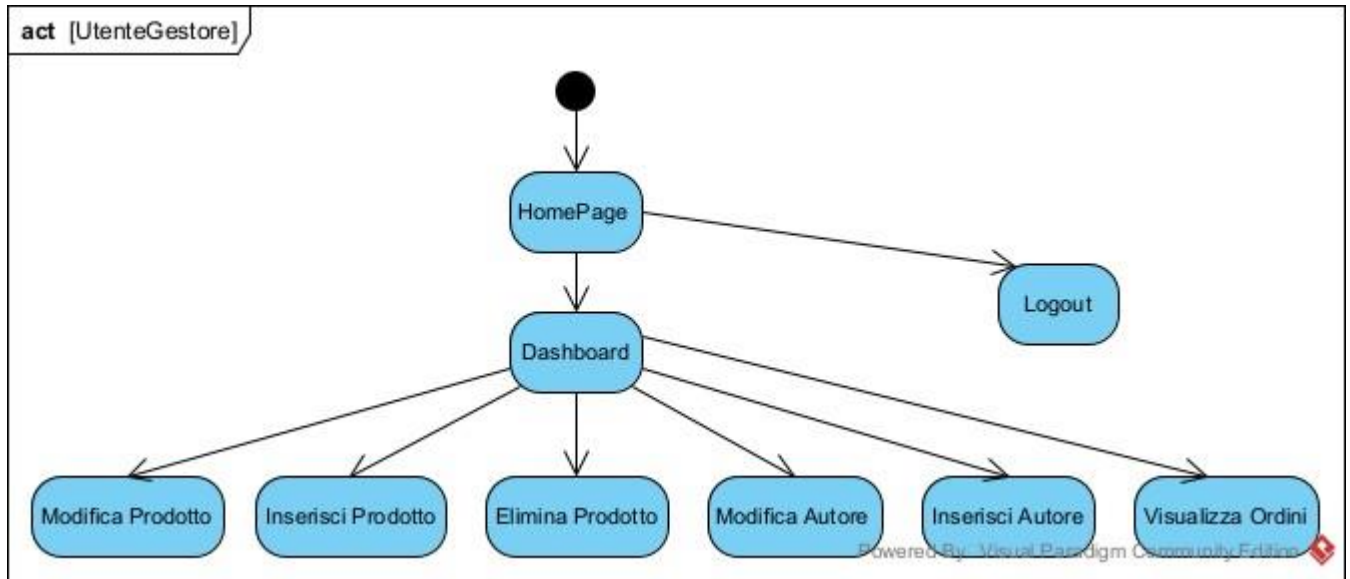 act [UtenteGestore]
HomePage
Logout
Dashboard
Modifica Prodotto
Inserisci Prodotto
Elimina Prodotto
Modifica Autore
Inserisci Autore
Visualizza Ordini
Powered By Visual Paradigm Community Edition